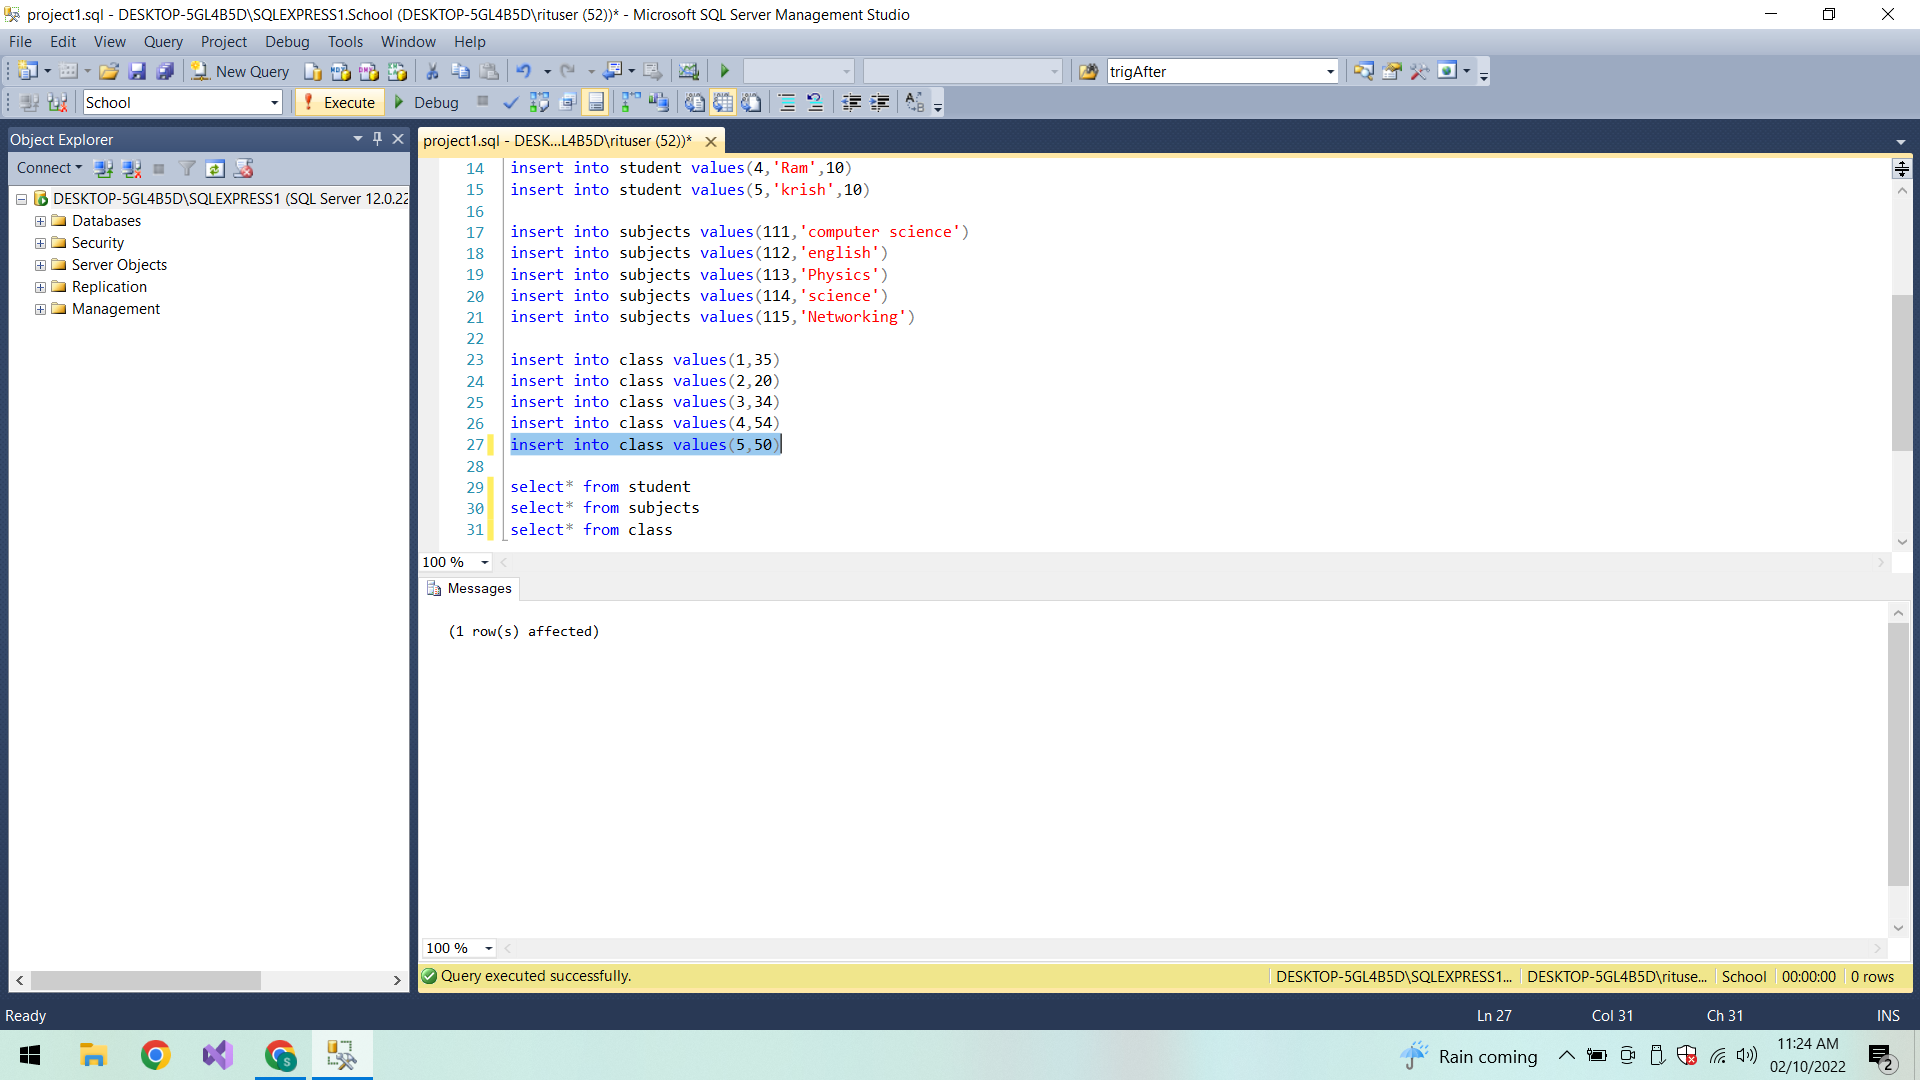 project1.sql - DESKTOP-5GL4B5D\SQLEXPRESS1.School (DESKTOP-5GL4B5D\rituser (52))* - Microsoft SQL Server Management Studio
File Edit View Query Project Debug Tools Window Help
New Query trigAfter
School Execute Debug
Object Explorer
Connect
DESKTOP-5GL4B5D\SQLEXPRESS1 (SQL Server 12.0.22
Databases
Security
Server Objects
Replication
Management
project1.sql - DESK...L4B5D\rituser (52))*
14 insert into student values(4,'Ram',10)
15 insert into student values(5,'krish',10)
16
17 insert into subjects values(111,'computer science')
18 insert into subjects values(112,'english')
19 insert into subjects values(113,'Physics')
20 insert into subjects values(114,'science')
21 insert into subjects values(115,'Networking')
22
23 insert into class values(1,35)
24 insert into class values(2,20)
25 insert into class values(3,34)
26 insert into class values(4,54)
27 insert into class values(5,50)
28
29 select* from student
30 select* from subjects
31 select* from class
100 %
Messages
(1 row(s) affected)
100 %
Query executed successfully. DESKTOP-5GL4B5D\SQLEXPRESS1... DESKTOP-5GL4B5D\rituse... School 00:00:00 0 rows
Ready Ln 27 Col 31 Ch 31 INS
Rain coming
11:24 AM
02/10/2022
2